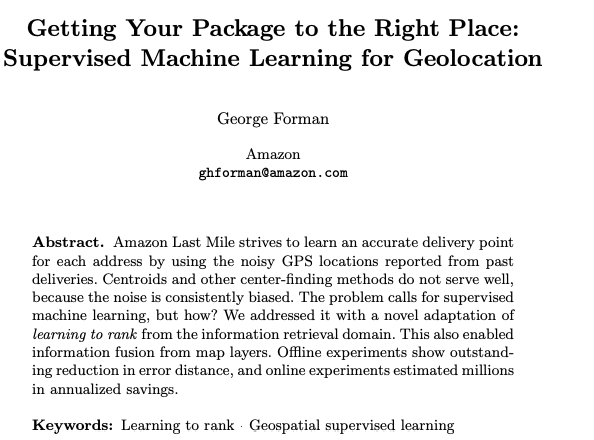 Getting Your Package to the Right Place:
Supervised Machine Learning for Geolocation
George Forman
Amazon
ghforman@amazon.com
Abstract. Amazon Last Mile strives to learn an accurate delivery point
for each address by using the noisy GPS locations reported from past
deliveries. Centroids and other center-finding methods do not serve well,
because the noise is consistently biased. The problem calls for supervised
machine learning, but how? We addressed it with a novel adaptation of
learning to rank from the information retrieval domain. This also enabled
information fusion from map layers. Offline experiments show outstand-
ing reduction in error distance, and online experiments estimated millions
in annualized savings.
Keywords: Learning to rank · Geospatial supervised learning